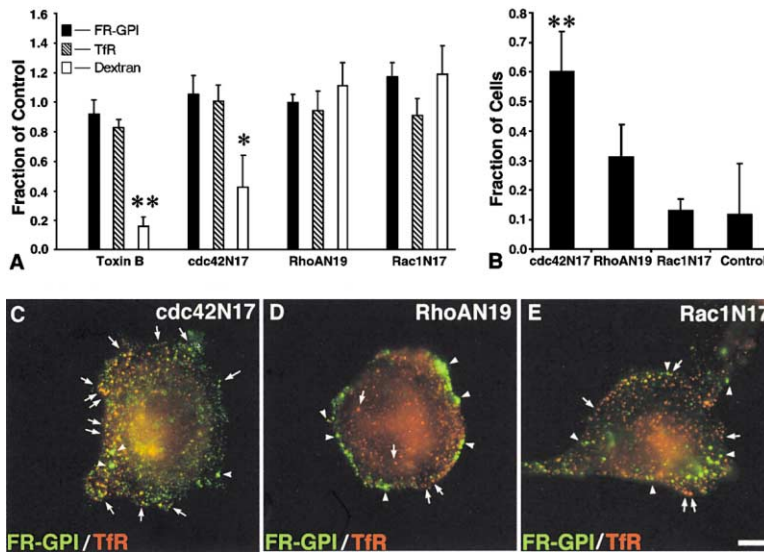 1.6
1.4
1.2
1.0
0.8
0.6
0.4
0.2
0.0
Fraction of Control
FR-GPI
TfR
Dextran
**
*
Toxin B cdc42N17 RhoAN19 Rac1N17
A
0.8
0.7
0.6
0.5
0.4
0.3
0.2
0.1
0.0
Fraction of Cells
**
cdc42N17 RhoAN19 Rac1N17 Control
B
C cdc42N17
FR-GPI/TfR
D RhoAN19
FR-GPI/TfR
E Rac1N17
FR-GPI/TfR